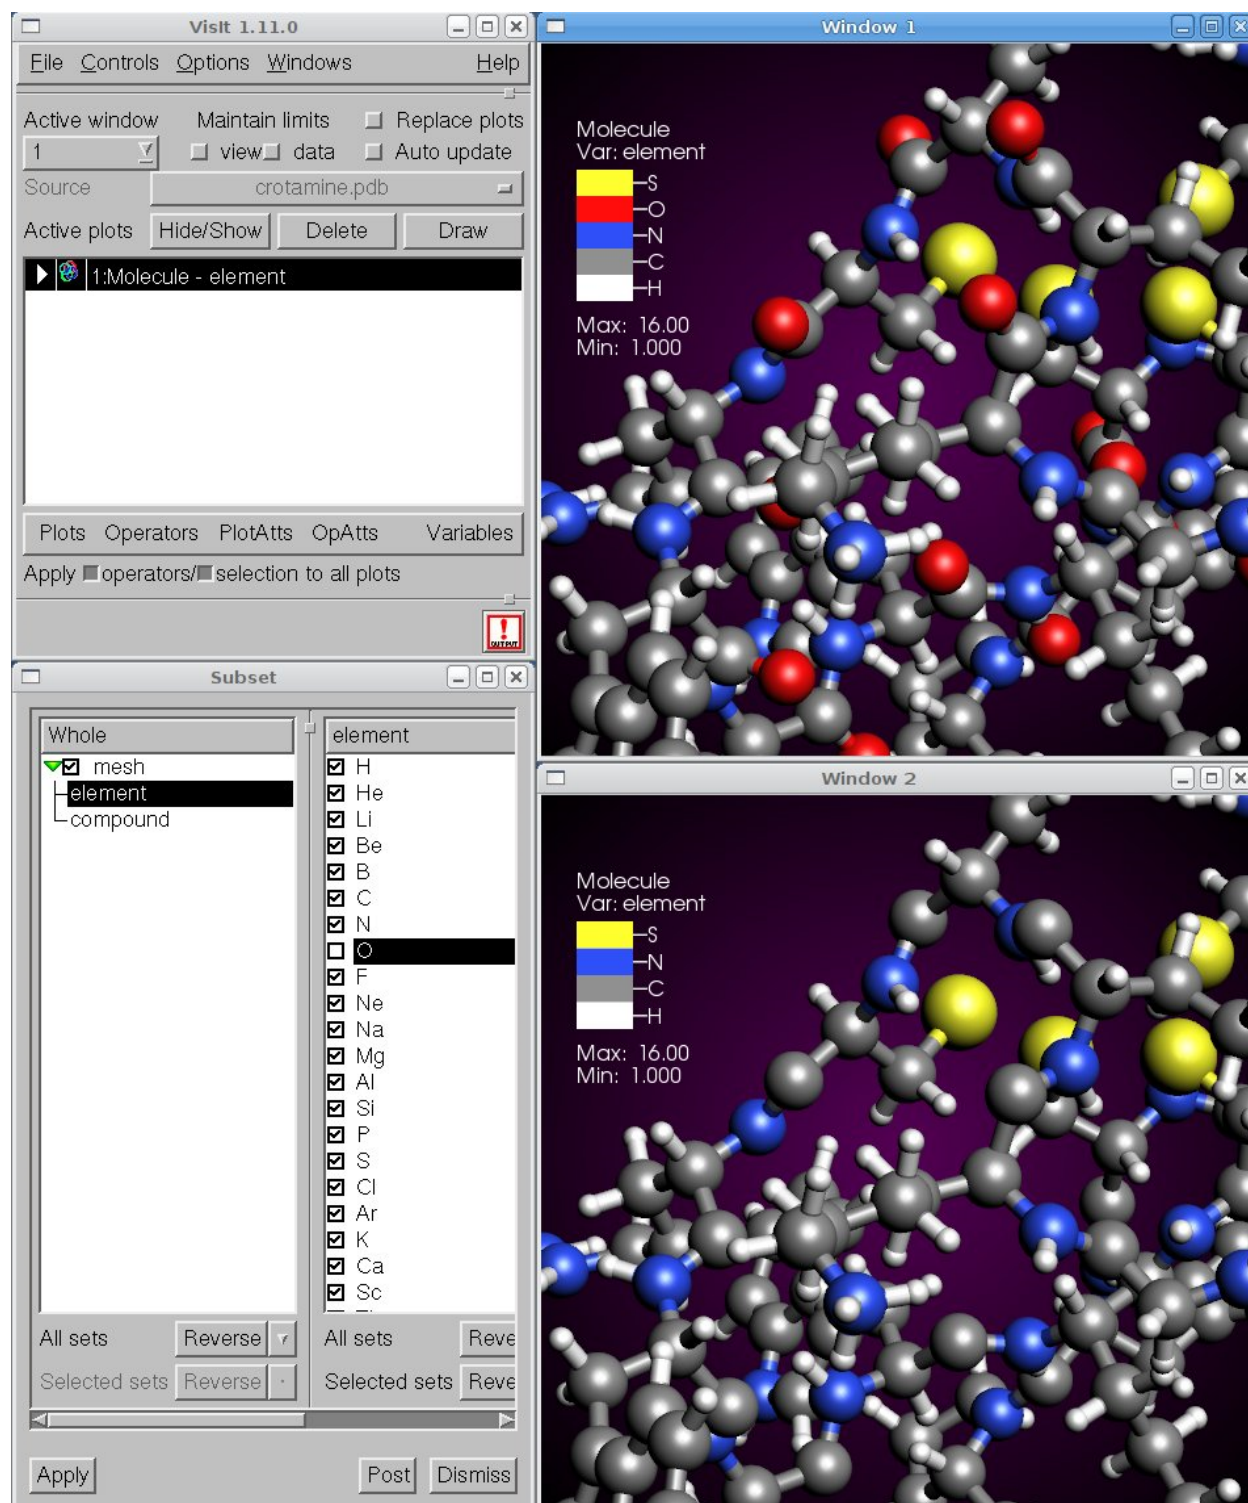 VisIt 1.11.0
File Controls Options Windows Help
Active window Maintain limits Replace plots
1 view data Auto update
Source crotamine.pdb
Active plots Hide/Show Delete Draw
1:Molecule - element
Plots Operators PlotAtts OpAtts Variables
Apply operators/ selection to all plots
OUTPUT
Subset
Whole
mesh
element
compound
All sets Reverse
Selected sets Reverse
element
H
He
Li
Be
B
C
N
O
F
Ne
Na
Mg
Al
Si
P
S
Cl
Ar
K
Ca
Sc
All sets Reve
Selected sets Reve
Apply Post Dismiss
Window 1
Molecule
Var: element
S
O
N
C
H
Max: 16.00
Min: 1.000
Window 2
Molecule
Var: element
S
N
C
H
Max: 16.00
Min: 1.000